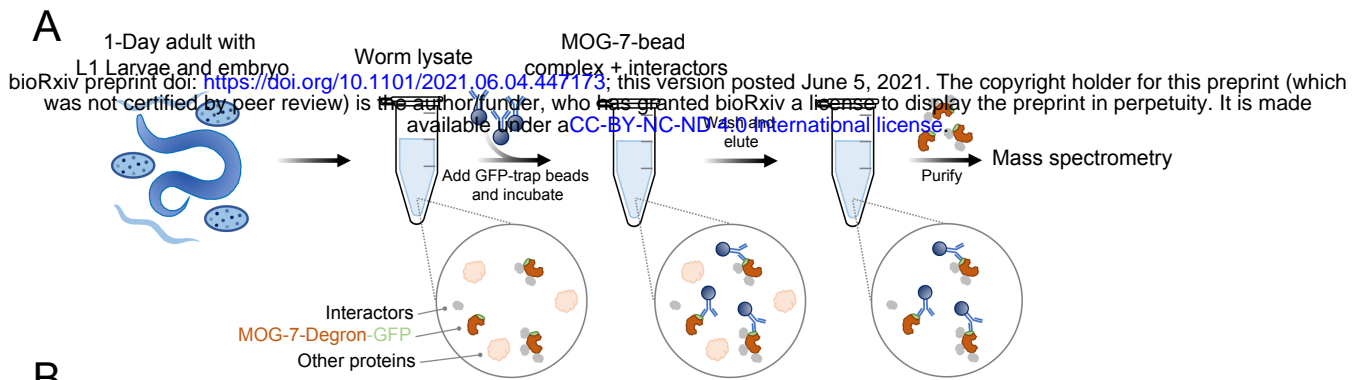 A
1-Day adult with
L1 Larvae and embryo
Worm lysate
MOG-7-bead
complex + interactors
bioRxiv preprint doi: https://doi.org/10.1101/2021.06.04.447173; this version posted June 5, 2021. The copyright holder for this preprint (which
was not certified by peer review) is the author/funder, who has granted bioRxiv a license to display the preprint in perpetuity. It is made
available under aCC-BY-NC-ND 4.0 International license.
Wash and
elute
Add GFP-trap beads
and incubate
Purify
Mass spectrometry
Interactors
MOG-7-Degron-GFP
Other proteins
B